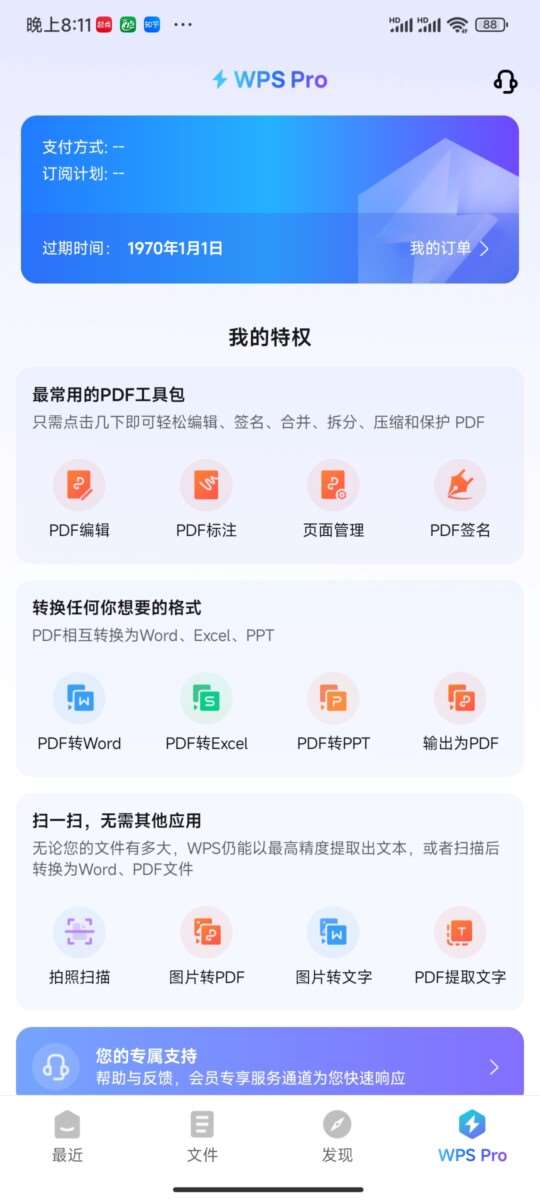 晚上8:11 起点 知乎 ···
HD HD 88
WPS Pro
支付方式: --
订阅计划: --
过期时间： 1970年1月1日 我的订单
我的特权
最常用的PDF工具包
只需点击几下即可轻松编辑、签名、合并、拆分、压缩和保护 PDF
PDF编辑 PDF标注 页面管理 PDF签名
转换任何你想要的格式
PDF相互转换为Word、Excel、PPT
W S P
PDF转Word PDF转Excel PDF转PPT 输出为PDF
扫一扫，无需其他应用
无论您的文件有多大，WPS仍能以最高精度提取出文本，或者扫描后
转换为Word、PDF文件
W T
拍照扫描 图片转PDF 图片转文字 PDF提取文字
您的专属支持
帮助与反馈，会员专享服务通道为您快速响应
最近 文件 发现 WPS Pro